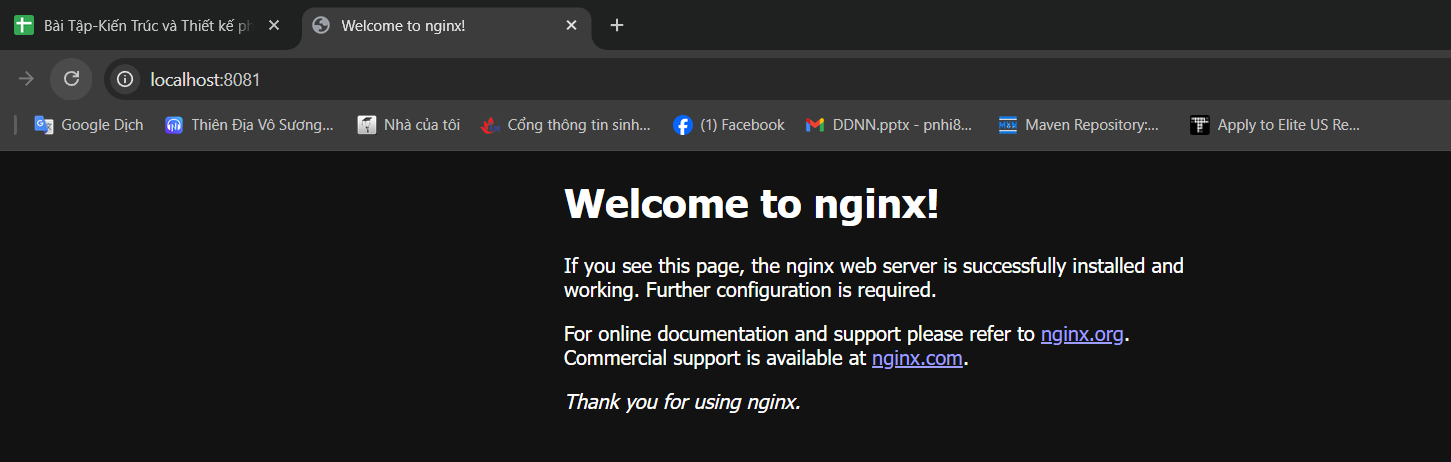 Bài Tập-Kiến Trúc và Thiết kế
Welcome to nginx!
localhost:8081
Google Dịch
Thiên Địa Vô Sương...
Nhà của tôi
Cổng thông tin sinh...
(1) Facebook
DDNN.pptx - pnhi8...
Maven Repository:...
Apply to Elite US Re...
Welcome to nginx!
If you see this page, the nginx web server is successfully installed and
working. Further configuration is required.
For online documentation and support please refer to nginx.org.
Commercial support is available at nginx.com.
Thank you for using nginx.